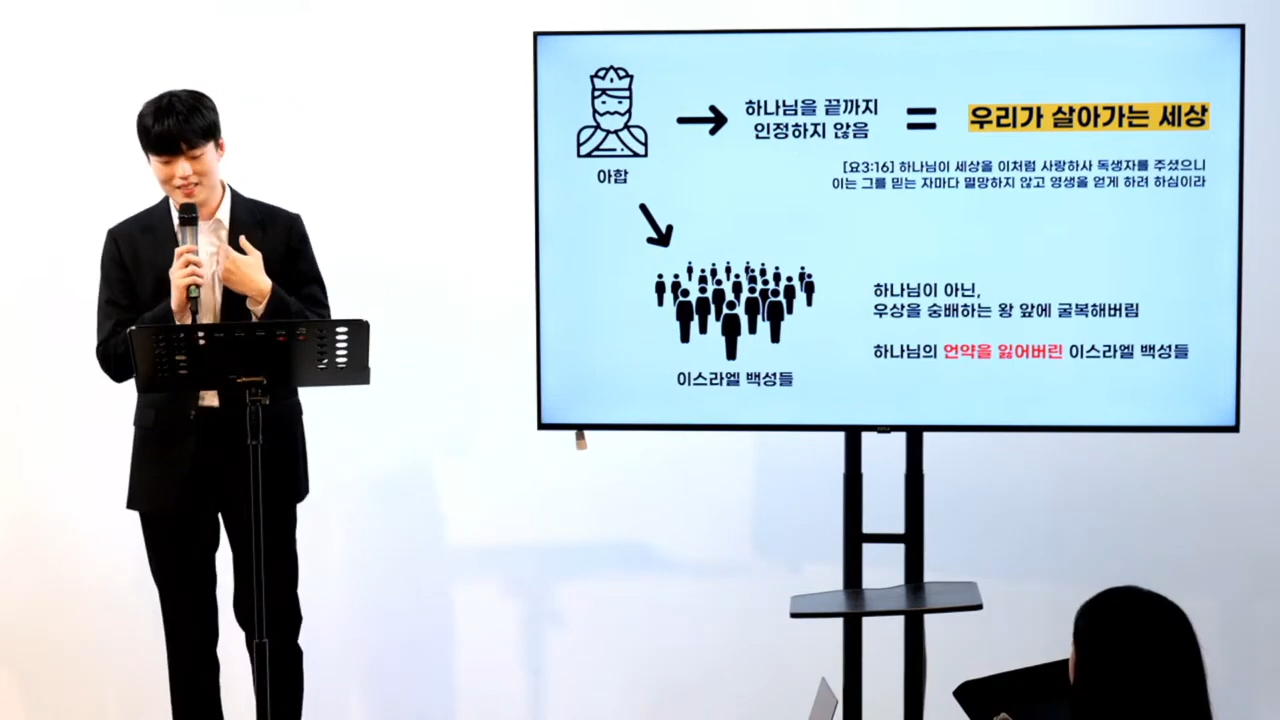 하나님을 끝까지
인정하지 않음
=
우리가 살아가는 세상
아합
[요3:16] 하나님이 세상을 이처럼 사랑하사 독생자를 주셨으니
이는 그를 믿는 자마다 멸망하지 않고 영생을 얻게 하려 하심이라
하나님이 아닌,
우상을 숭배하는 왕 앞에 굴복해버림
하나님의 언약을 잃어버린 이스라엘 백성들
이스라엘 백성들